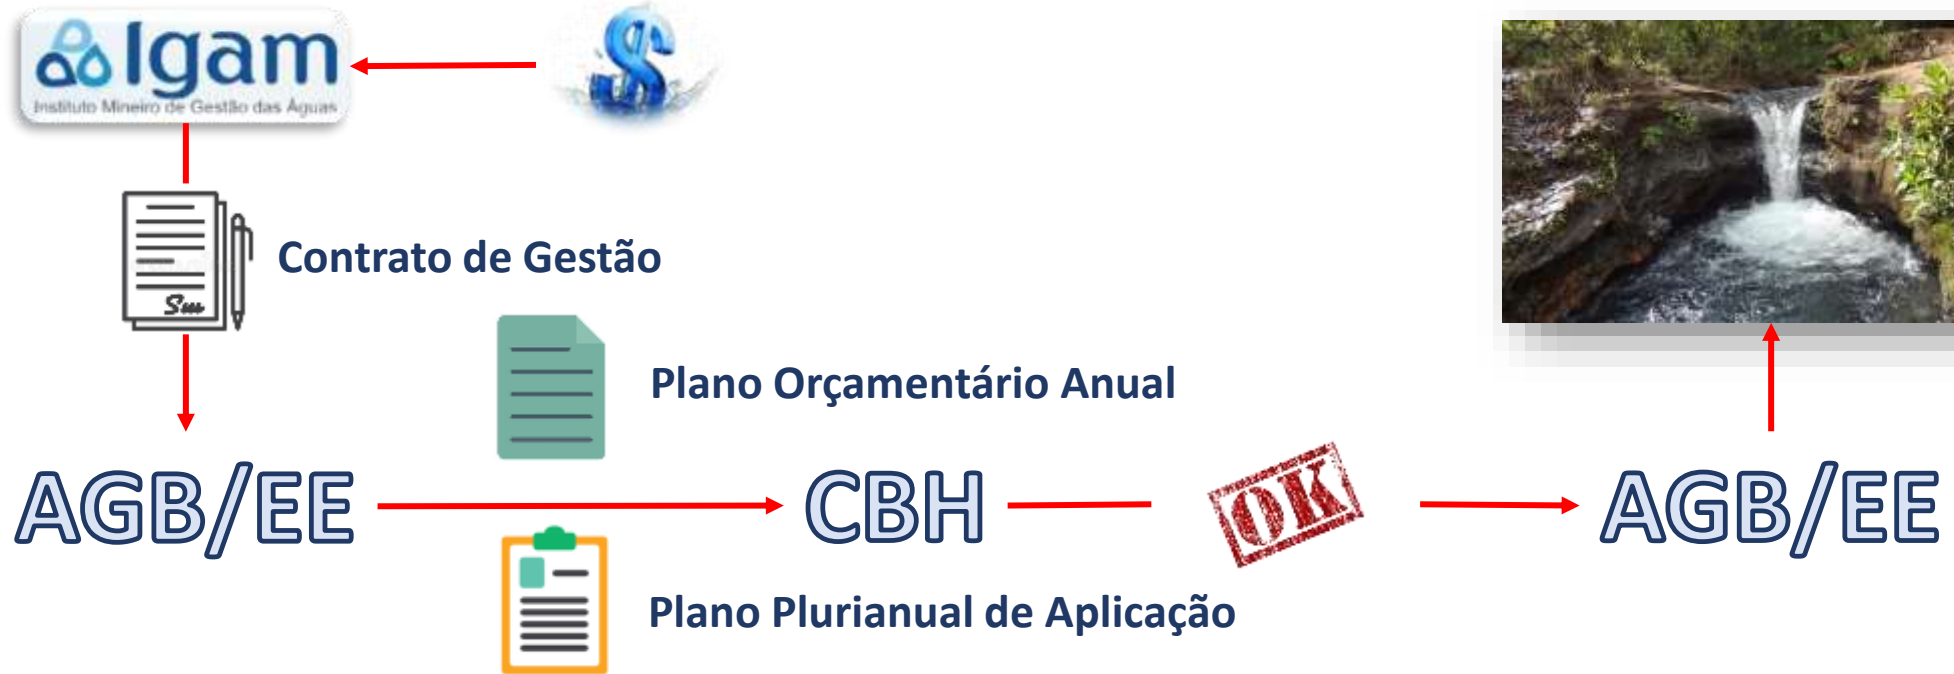 Igam
Instituto Mineiro de Gestão das Águas
$
Contrato de Gestão
Plano Orçamentário Anual
AGB/EE
CBH
OK
AGB/EE
Plano Plurianual de Aplicação